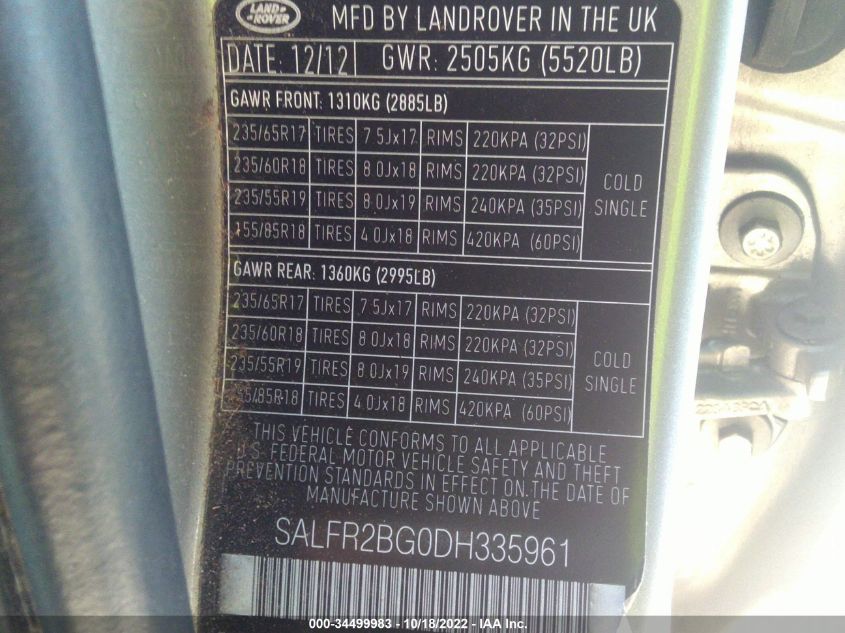 LAND ROVER
MFD BY LANDROVER IN THE UK
DATE: 12/12 GWR: 2505KG (5520LB)
GAWR FRONT: 1310KG (2885LB)
235/65R17 TIRES 7.5Jx17 RIMS 220KPA (32PSI)
235/60R18 TIRES 8.0Jx18 RIMS 220KPA (32PSI)
235/55R19 TIRES 8.0Jx19 RIMS 240KPA (35PSI)
155/85R18 TIRES 4.0Jx18 RIMS 420KPA (60PSI)
COLD
SINGLE
GAWR REAR: 1360KG (2995LB)
235/65R17 TIRES 7.5Jx17 RIMS 220KPA (32PSI)
235/60R18 TIRES 8.0Jx18 RIMS 220KPA (32PSI)
235/55R19 TIRES 8.0Jx19 RIMS 240KPA (35PSI)
TIRES 4.0Jx18 RIMS 420KPA (60PSI)
COLD
SINGLE
THIS VEHICLE CONFORMS TO ALL APPLICABLE
U.S. FEDERAL MOTOR VEHICLE SAFETY AND THEFT
PREVENTION STANDARDS IN EFFECT ON.THE DATE OF
MANUFACTURE SHOWN ABOVE
SALFR2BG0DH335961
000-34499983 - 10/18/2022 - IAA Inc.